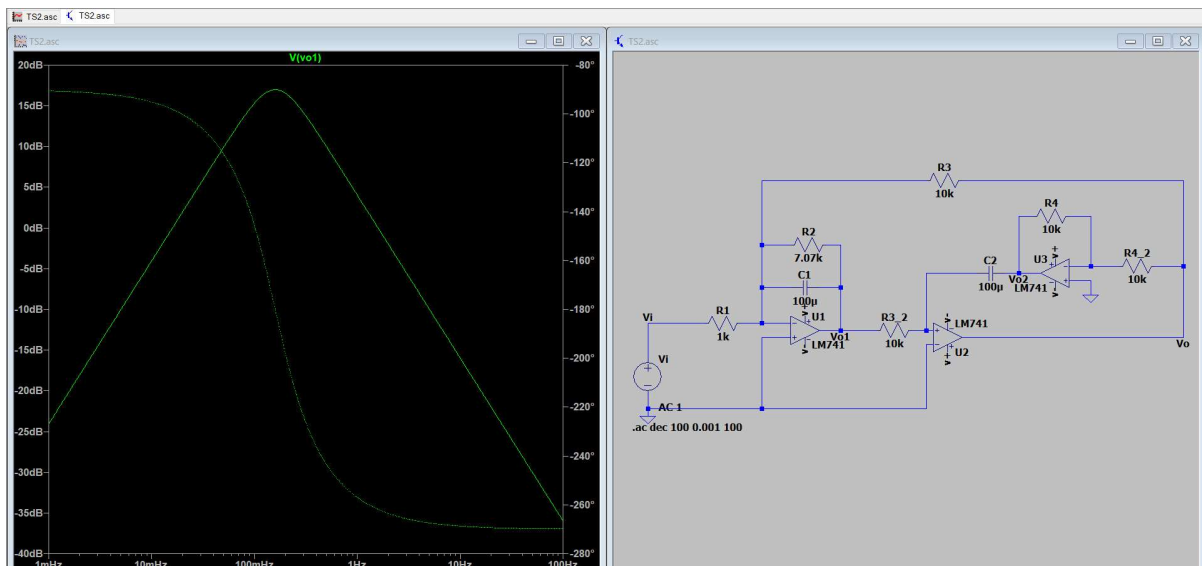 TS2.asc TS2.asc
TS2.asc
V(vo1)
20dB
15dB
10dB
5dB
0dB
-5dB
-10dB
-15dB
-20dB
-25dB
-30dB
-35dB
-40dB
-80°
-100°
-120°
-140°
-160°
-180°
-200°
-220°
-240°
-260°
-280°
1mHz 10mHz 100mHz 1Hz 10Hz 100Hz
TS2.asc
R3
10k
R4
10k
R2
7.07k
C1
100µ
R1
1k
Vi
Vi
AC 1
.ac dec 100 0.001 100
U1
LM741
V+
V-
Vo1
R3_2
10k
C2
100µ
Vo2
U3
LM741
V+
V-
R4_2
10k
LM741
U2
V-
V+
Vo